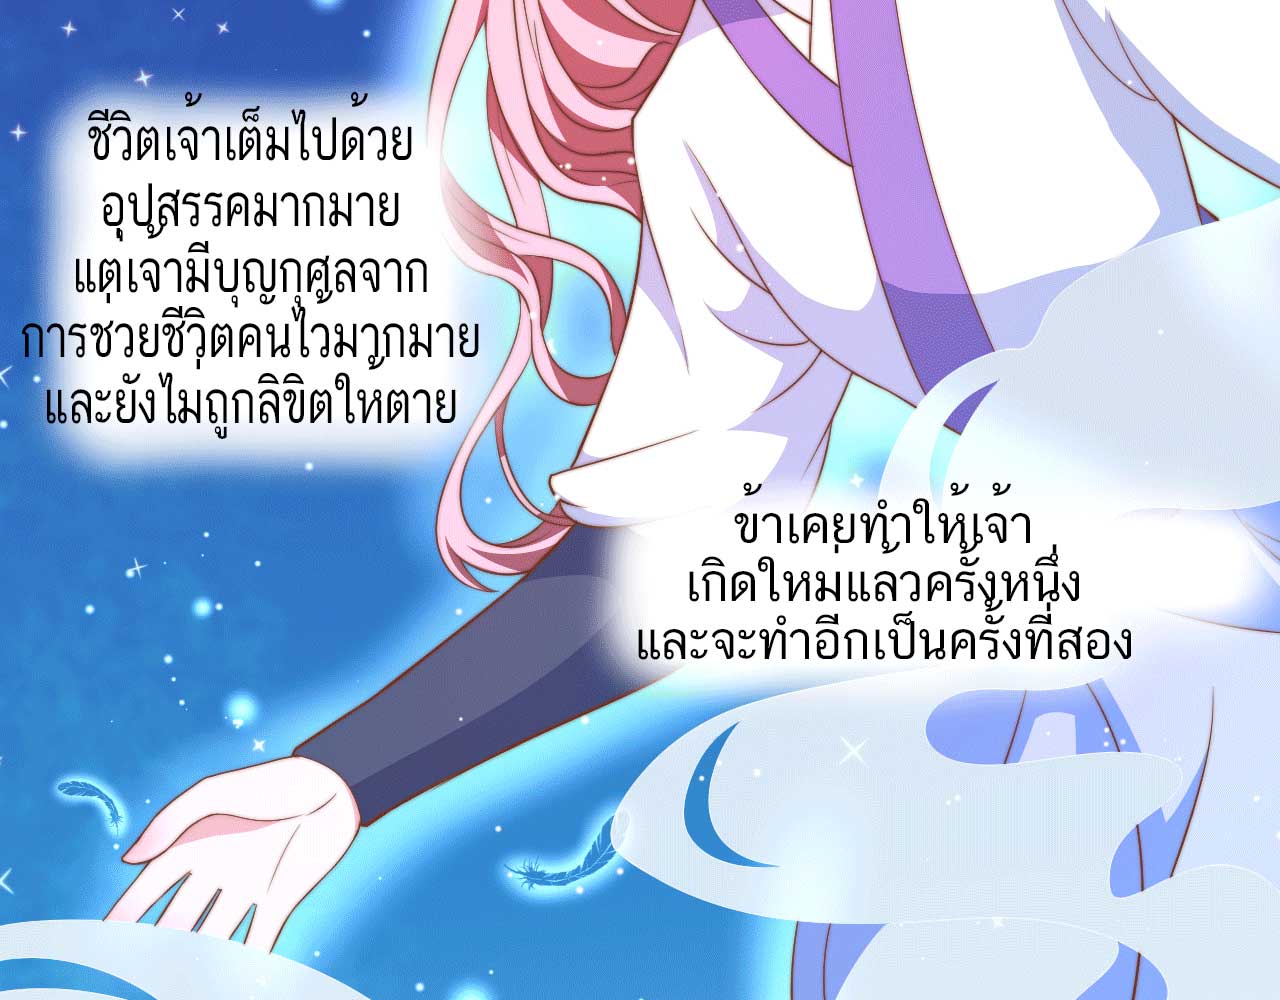 ชีวิตเจ้าเต็มไปด้วย
อุปสรรคมากมาย
แต่เจ้ามีบุญกุศลจาก
การช่วยชีวิตคนไว้มากมาย
และยังไม่ถูกลิขิตให้ตาย
ข้าเคยทำให้เจ้า
เกิดใหม่แล้วครั้งหนึ่ง
และจะทำอีกเป็นครั้งที่สอง